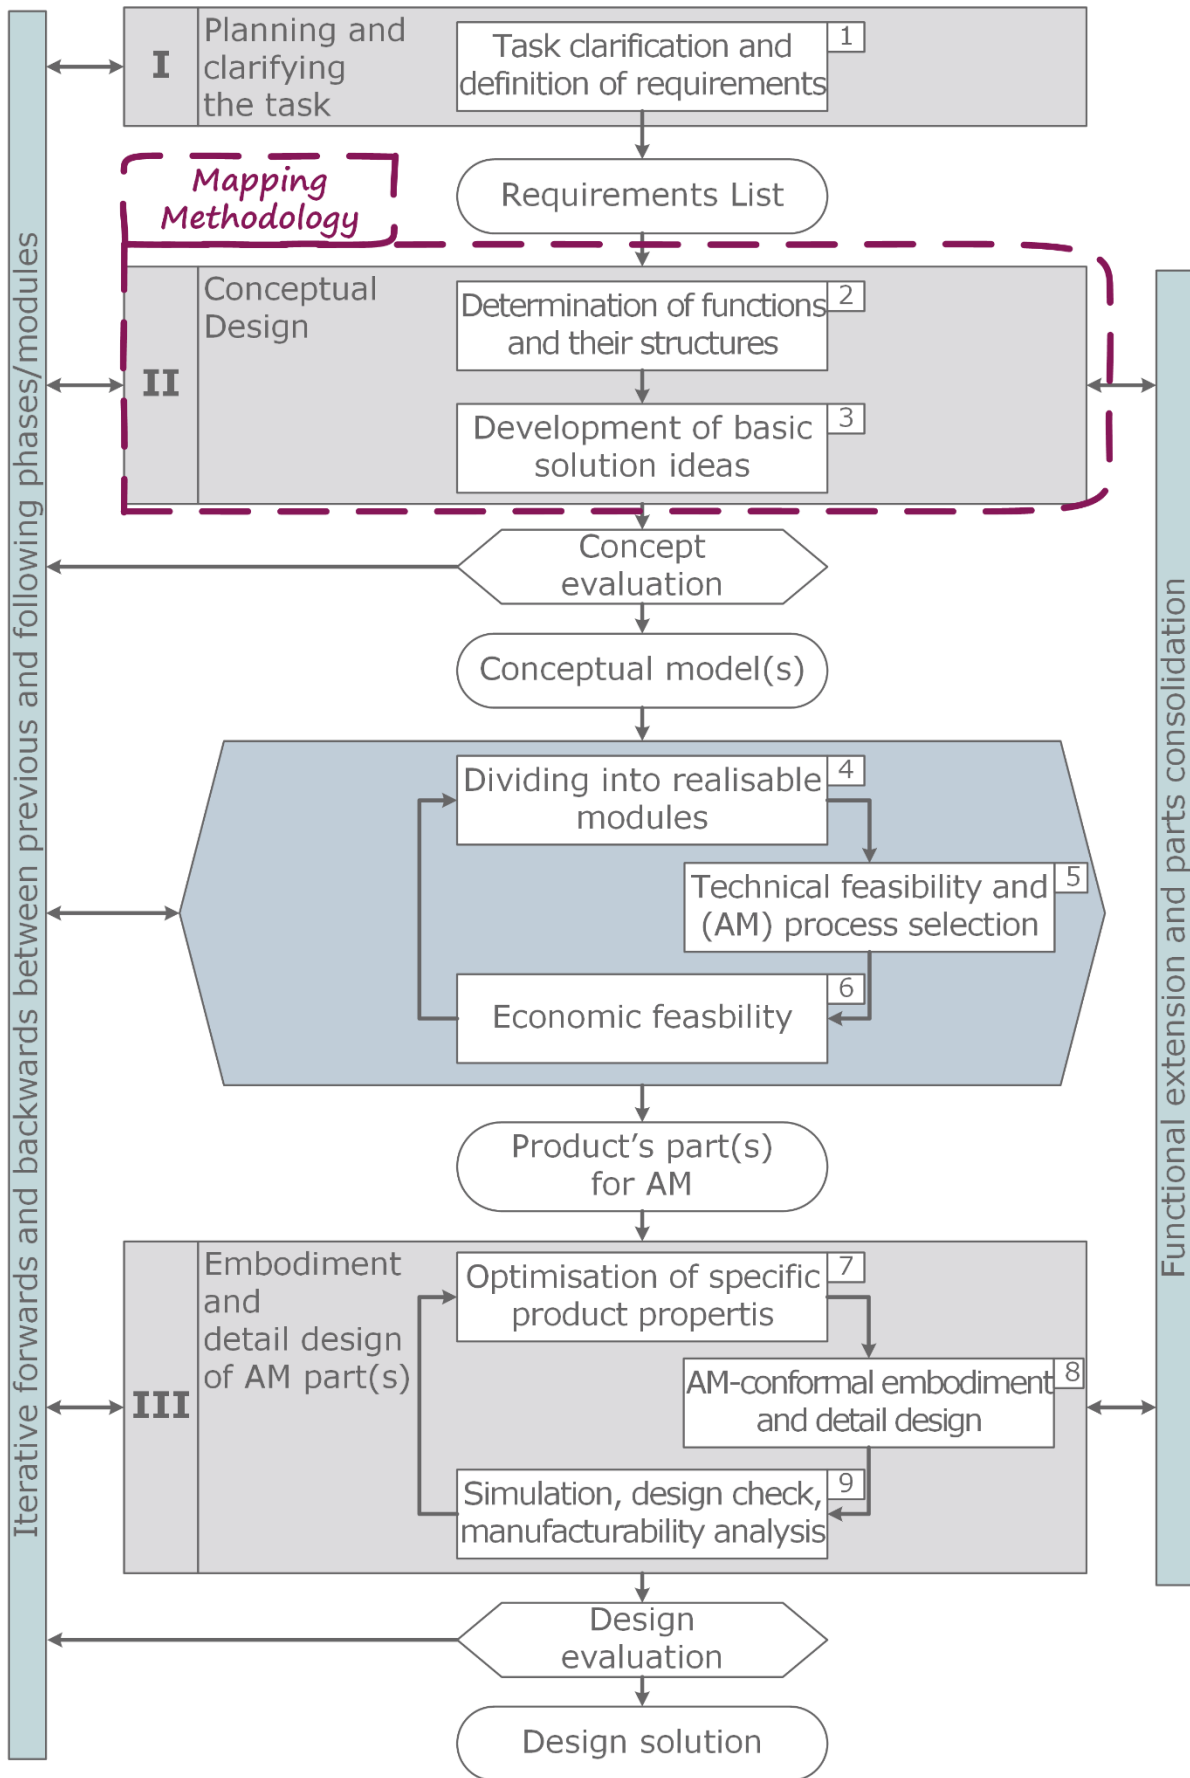 I
Planning and
clarifying
the task
Task clarification and
definition of requirements
1
Requirements List
Mapping
Methodology
II
Conceptual
Design
Determination of functions
and their structures
2
Development of basic
solution ideas
3
Concept
evaluation
Conceptual model(s)
Dividing into realisable
modules
4
Technical feasibility and
(AM) process selection
5
Economic feasbility
6
Product's part(s)
for AM
III
Embodiment
and
detail design
of AM part(s)
Optimisation of specific
product propertis
7
AM-conformal embodiment
and detail design
8
Simulation, design check,
manufacturability analysis
9
Design
evaluation
Design solution
Iterative forwards and backwards between previous and following phases/modules
Functional extension and parts consolidation